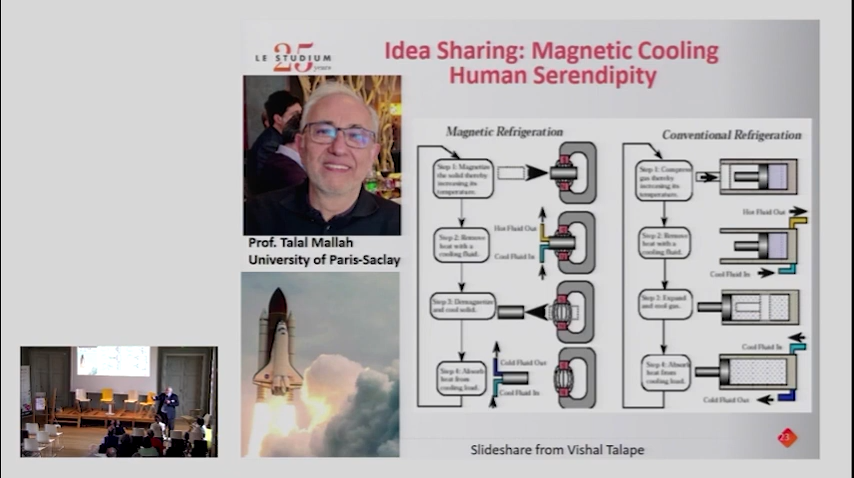 LE STUDIUM
25
years
Idea Sharing: Magnetic Cooling
Human Serendipity
Prof. Talal Mallah
University of Paris-Saclay
Magnetic Refrigeration
Step 1: Magnetize
the solid thereby
increasing its
temperature.
Step 2: Remove
heat with a
cooling fluid.
Hot Fluid Out
Cool Fluid In
Step 3: Demagnetize
and cool solid.
Step 4: Absorb
heat from
cooling load.
Cold Fluid Out
Cool Fluid In
Conventional Refrigeration
Step 1: Compress
gas thereby
increasing its
temperature.
Step 2: Remove
heat with a
cooling fluid.
Hot Fluid Out
Cool Fluid In
Step 3: Expand
and cool gas.
Step 4: Absorb
heat from
cooling load.
Cool Fluid In
Cold Fluid Out
Slideshare from Vishal Talape
23